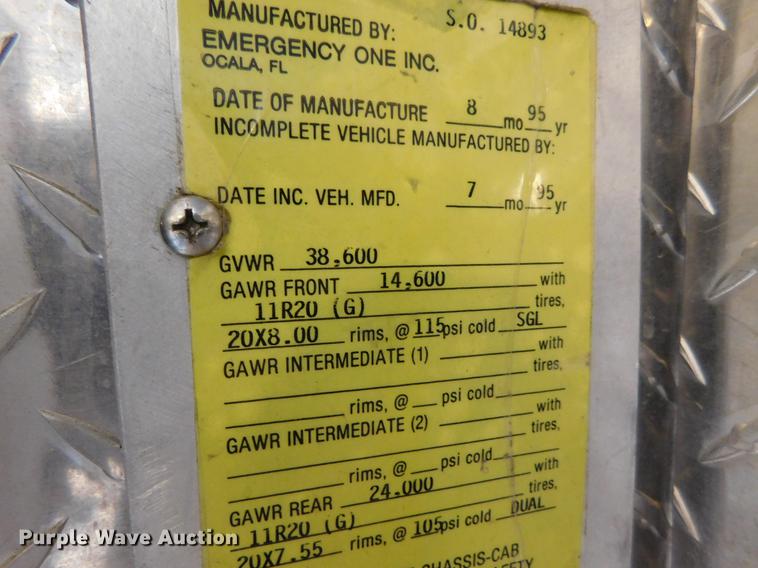 MANUFACTURED BY: S.O. 14893
EMERGENCY ONE INC.
OCALA, FL
DATE OF MANUFACTURE 8 mo 95 yr
INCOMPLETE VEHICLE MANUFACTURED BY:
DATE INC. VEH. MFD. 7 mo 95 yr
GVWR 38,600
GAWR FRONT 14,600 with
11R20 (G) tires,
20X8.00 rims, @ 115 psi cold SGL
GAWR INTERMEDIATE (1) with
tires,
rims, @ psi cold
GAWR INTERMEDIATE (2) with
tires,
rims, @ psi cold
GAWR REAR 24.000 with
11R20 (G) tires,
20X7.55 rims, @ 105 psi cold DUAL
CHASSIS-CAB
Purple Wave Auction